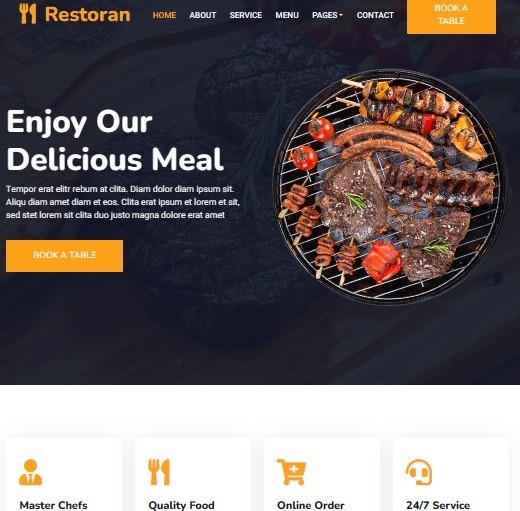 Restoran
HOME ABOUT SERVICE MENU PAGES CONTACT
BOOK A
TABLE
Enjoy Our
Delicious Meal
Tempor erat elitr rebum at clita. Diam dolor diam ipsum sit.
Aliqu diam amet diam et eos. Clita erat ipsum et lorem et sit,
sed stet lorem sit clita duo justo magna dolore erat amet
BOOK A TABLE
Master Chefs
Quality Food
Online Order
24/7 Service